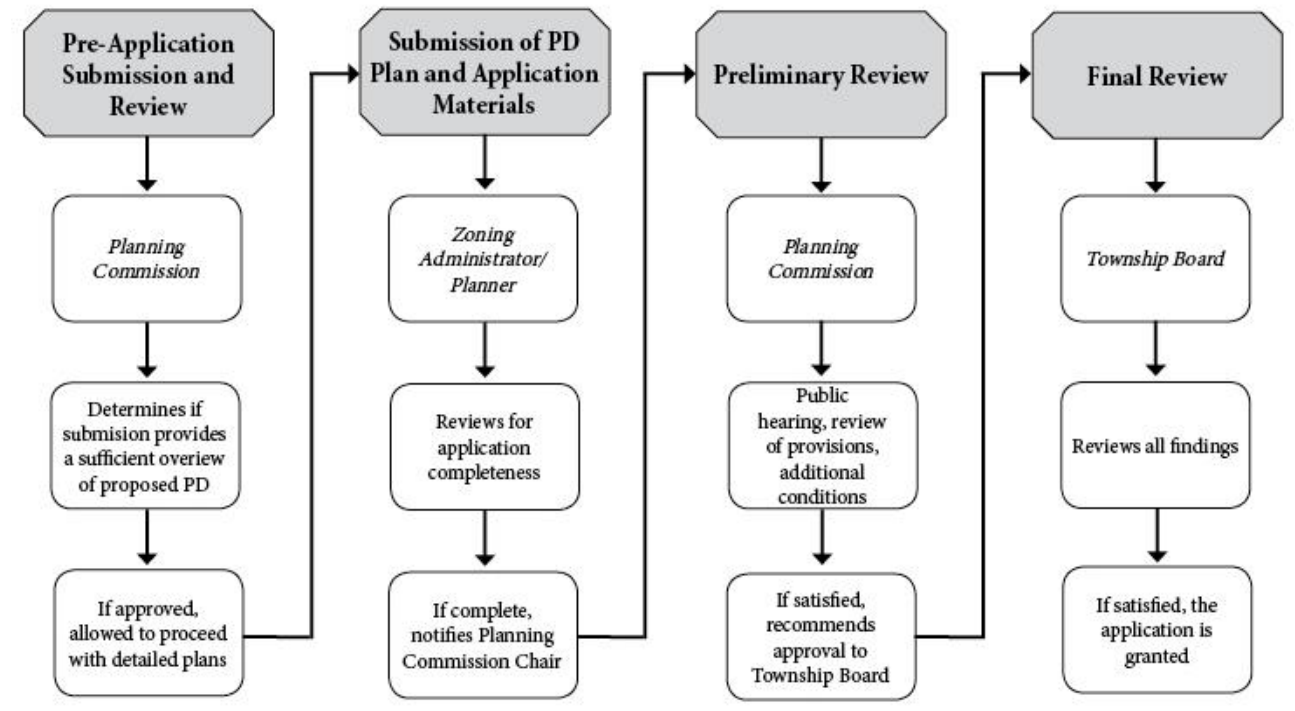 Pre-Application
Submission and
Review
Planning
Commission
Determines if
submision provides
a sufficient overiew
of proposed PD
If approved,
allowed to proceed
with detailed plans
Submission of PD
Plan and Application
Materials
Zoning
Administrator/
Planner
Reviews for
application
completeness
If complete,
notifies Planning
Commission Chair
Preliminary Review
Planning
Commission
Public
hearing, review
of provisions,
additional
conditions
If satisfied,
recommends
approval to
Township Board
Final Review
Township Board
Reviews all findings
If satisfied, the
application is
granted